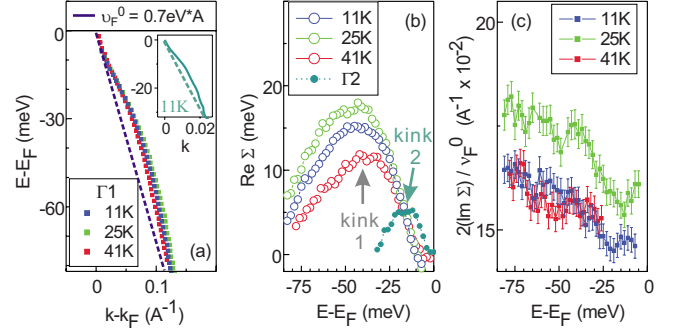 υF⁰ = 0.7eV*A
0
-30
-60
E-EF (meV)
0
-20
11K
0
0.02
k
Γ1
11K
25K
41K
(a)
0
0.1
k-kF (A⁻¹)
(b)
11K
25K
41K
Γ2
20
10
0
Re Σ
kink
2
kink
1
-75
-50
-25
0
E-EF (meV)
(c)
11K
25K
41K
20
15
2(Im Σ) / νF⁰ (A⁻¹ x 10⁻²)
-75
-50
-25
0
E-EF (meV)